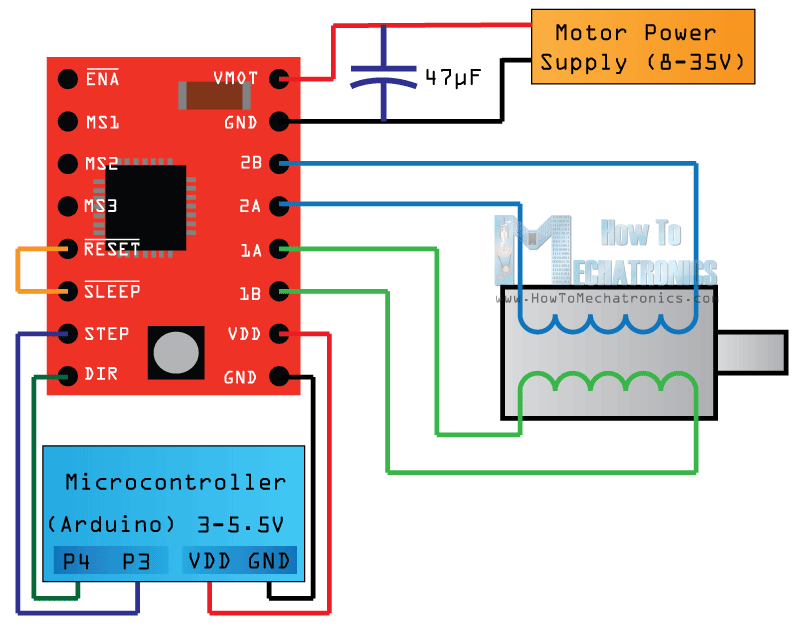 Motor Power
Supply (8-35V)
47µF
ENA
MS1
MS2
MS3
RESET
SLEEP
STEP
DIR
VMOT
GND
2B
2A
1A
1B
VDD
GND
How To
MECHATRONICS
www.HowToMechatronics.com
Microcontroller
(Arduino) 3-5.5V
P4 P3 VDD GND